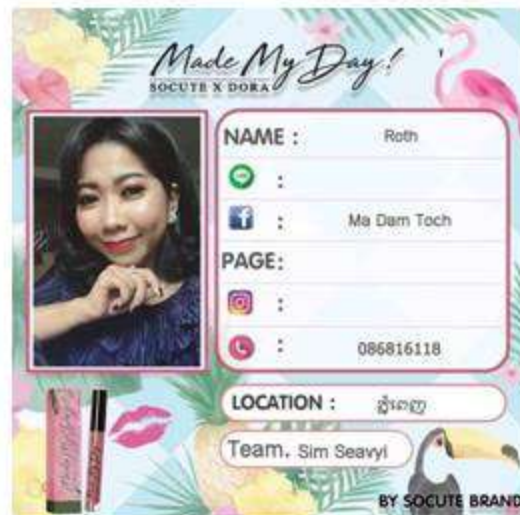 Made My Day!
SOCUTE X DORA
NAME : Roth
:
: Ma Dam Toch
PAGE:
:
: 086816118
LOCATION : ភ្នំពេញ
Team. Sim Seavyi
BY SOCUTE BRAND